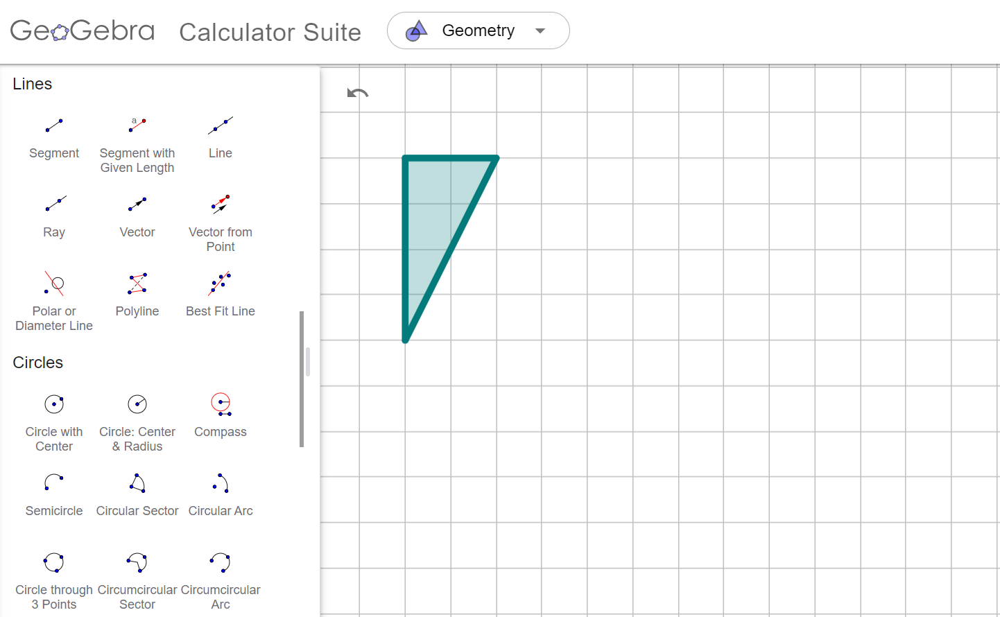 GeoGebra Calculator Suite Geometry
Lines
Segment
Segment with
Given Length
Line
Ray
Vector
Vector from
Point
Polar or
Diameter Line
Polyline
Best Fit Line
Circles
Circle with
Center
Circle: Center
& Radius
Compass
Semicircle
Circular Sector
Circular Arc
Circle through
3 Points
Circumcircular
Sector
Circumcircular
Arc
a